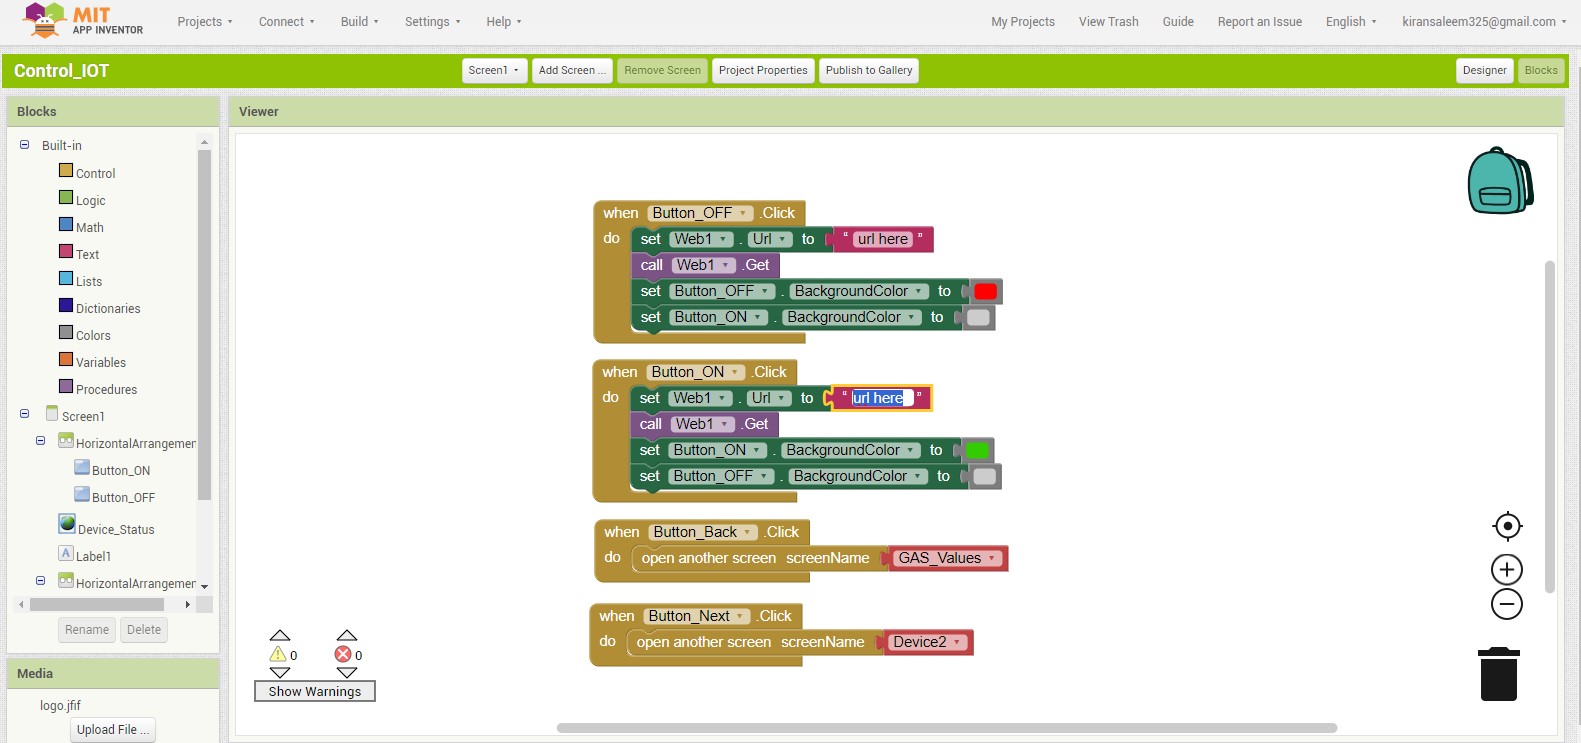 MIT
APP INVENTOR
Projects Connect Build Settings Help My Projects View Trash Guide Report an Issue English kiransaleem325@gmail.com
Control_IOT Screen1 Add Screen ... Remove Screen Project Properties Publish to Gallery Designer Blocks
Blocks
Built-in
Control
Logic
Math
Text
Lists
Dictionaries
Colors
Variables
Procedures
Screen1
HorizontalArrangemen
Button_ON
Button_OFF
Device_Status
A Label1
HorizontalArrangemen
Rename Delete
Media
logo.jfif
Upload File ...
Viewer
when Button_OFF .Click
do set Web1 . Url to “ url here ”
call Web1 .Get
set Button_OFF . BackgroundColor to
set Button_ON . BackgroundColor to
when Button_ON .Click
do set Web1 . Url to “ url here ”
call Web1 .Get
set Button_ON . BackgroundColor to
set Button_OFF . BackgroundColor to
when Button_Back .Click
do open another screen screenName GAS_Values
when Button_Next .Click
do open another screen screenName Device2
0 0
Show Warnings